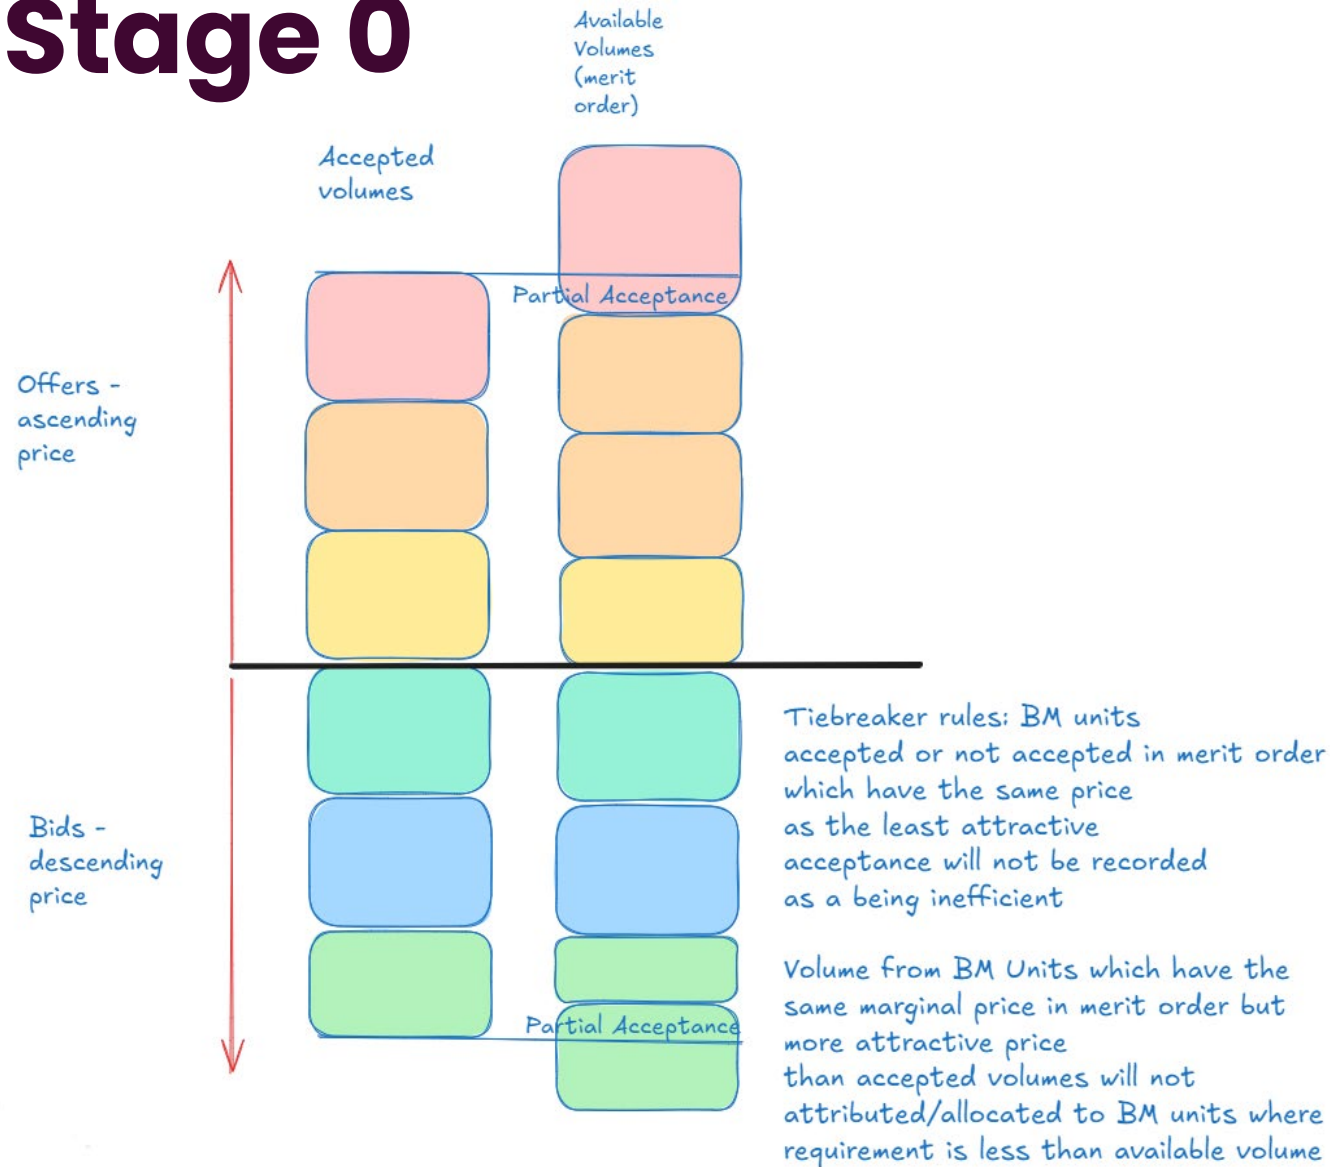 Stage 0
Available
Volumes
(merit
order)
Accepted
volumes
Partial Acceptance
Offers -
ascending
price
Tiebreaker rules: BM units
accepted or not accepted in merit order
which have the same price
as the least attractive
acceptance will not be recorded
as a being inefficient
Bids -
descending
price
Volume from BM Units which have the
same marginal price in merit order but
more attractive price
than accepted volumes will not
attributed/allocated to BM units where
requirement is less than available volume
Partial Acceptance